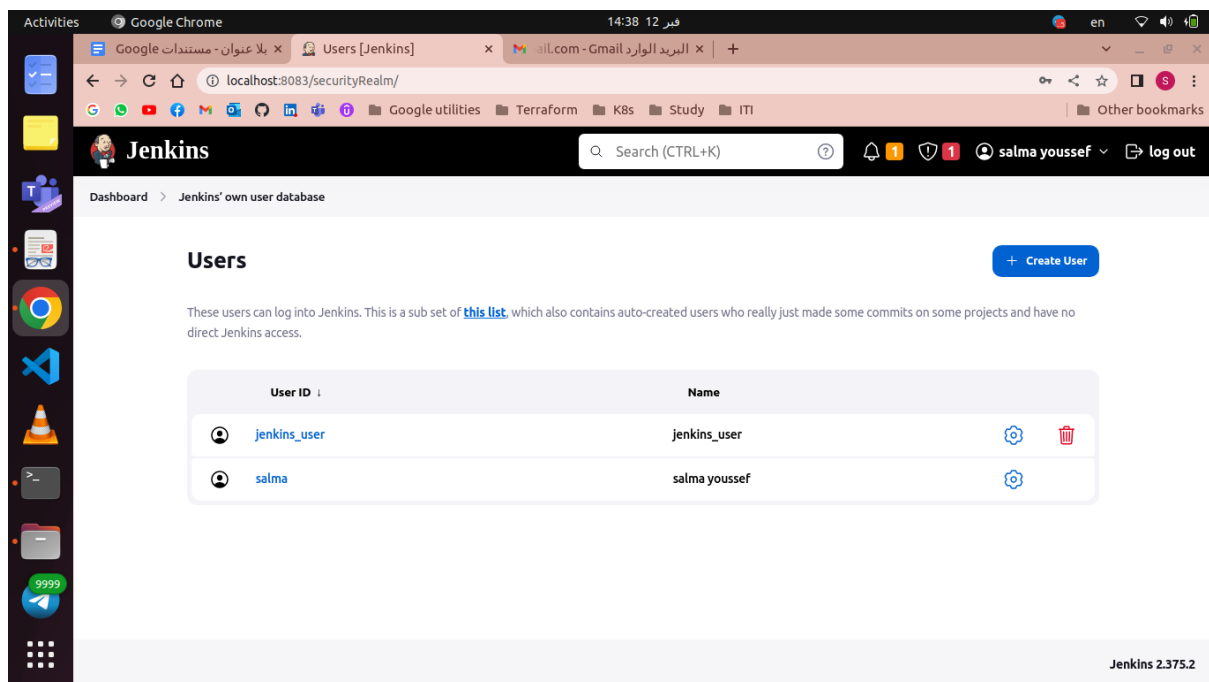 Activities Google Chrome 14:38 12 فبر en
بلا عنوان - مستندات Google × Users [Jenkins] × البريد الوارد ail.com - Gmail × +
localhost:8083/securityRealm/ S
Google utilities Terraform K8s Study ITI Other bookmarks
Jenkins Search (CTRL+K) ? 1 1 salma youssef log out
Dashboard > Jenkins' own user database
Users + Create User
These users can log into Jenkins. This is a sub set of this list, which also contains auto-created users who really just made some commits on some projects and have no
direct Jenkins access.
User ID ↓ Name
jenkins_user jenkins_user
salma salma youssef
9999
Jenkins 2.375.2